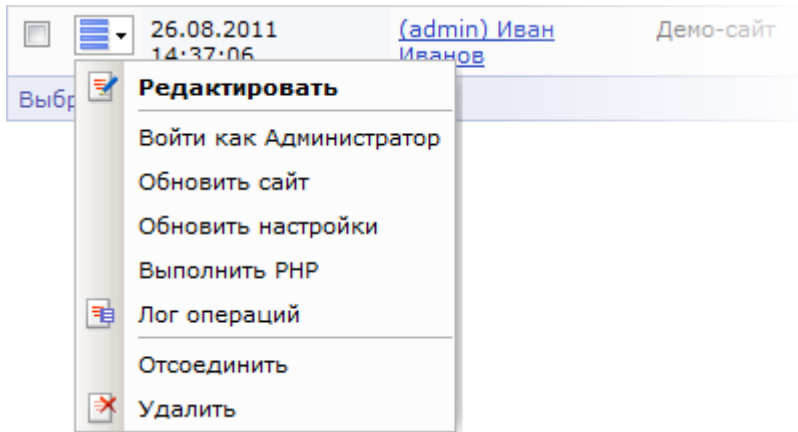 26.08.2011 (admin) Иван Демо-сайт
14:37:06 Иванов
Выбр
Редактировать
Войти как Администратор
Обновить сайт
Обновить настройки
Выполнить PHP
Лог операций
Отсоединить
Удалить